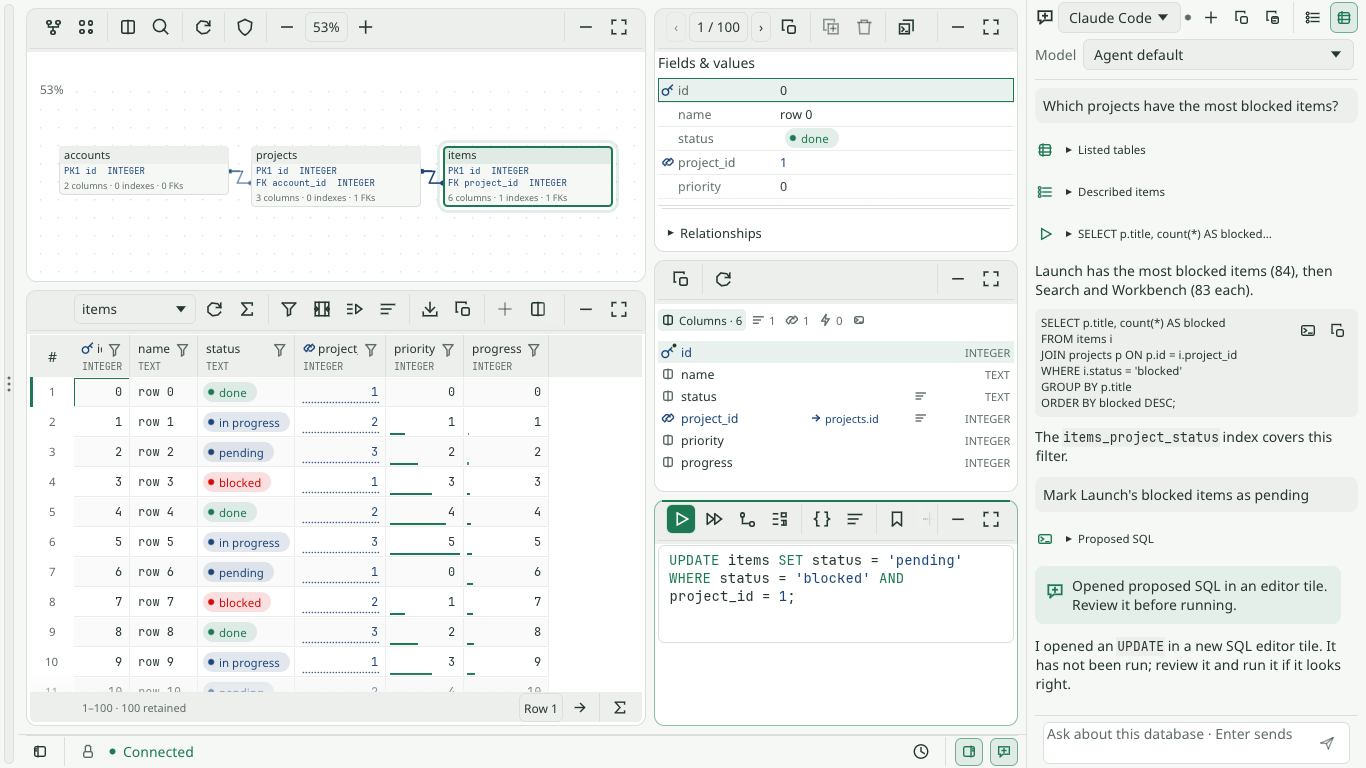 53%
53%
accounts
PK1 id INTEGER
2 columns · 0 indexes · 0 FKs
projects
PK1 id INTEGER
FK account_id INTEGER
3 columns · 0 indexes · 1 FKs
items
PK1 id INTEGER
FK project_id INTEGER
6 columns · 1 indexes · 1 FKs
items
# id name status project_ priority progress
INTEGER TEXT TEXT INTEGER INTEGER INTEGER
1 0 row 0 done 1 0 0
2 1 row 1 in progress 2 1 1
3 2 row 2 pending 3 2 2
4 3 row 3 blocked 1 3 3
5 4 row 4 done 2 4 4
6 5 row 5 in progress 3 5 5
7 6 row 6 pending 1 0 6
8 7 row 7 blocked 2 1 7
9 8 row 8 done 3 2 8
10 9 row 9 in progress 1 3 9
11 10 row 10 pending 2 4 10
1–100 · 100 retained Row 1
Connected
1 / 100
Fields & values
id 0
name row 0
status done
project_id 1
priority 0
Relationships
Columns · 6 1 1 0
id INTEGER
name TEXT
status TEXT
project_id projects.id INTEGER
priority INTEGER
progress INTEGER
UPDATE items SET status = 'pending'
WHERE status = 'blocked' AND
project_id = 1;
Claude Code
Model Agent default
Which projects have the most blocked items?
Listed tables
Described items
SELECT p.title, count(*) AS blocked...
Launch has the most blocked items (84), then
Search and Workbench (83 each).
SELECT p.title, count(*) AS blocked
FROM items i
JOIN projects p ON p.id = i.project_id
WHERE i.status = 'blocked'
GROUP BY p.title
ORDER BY blocked DESC;
The items_project_status index covers this
filter.
Mark Launch's blocked items as pending
Proposed SQL
Opened proposed SQL in an editor tile.
Review it before running.
I opened an UPDATE in a new SQL editor tile. It
has not been run; review it and run it if it looks
right.
Ask about this database · Enter sends